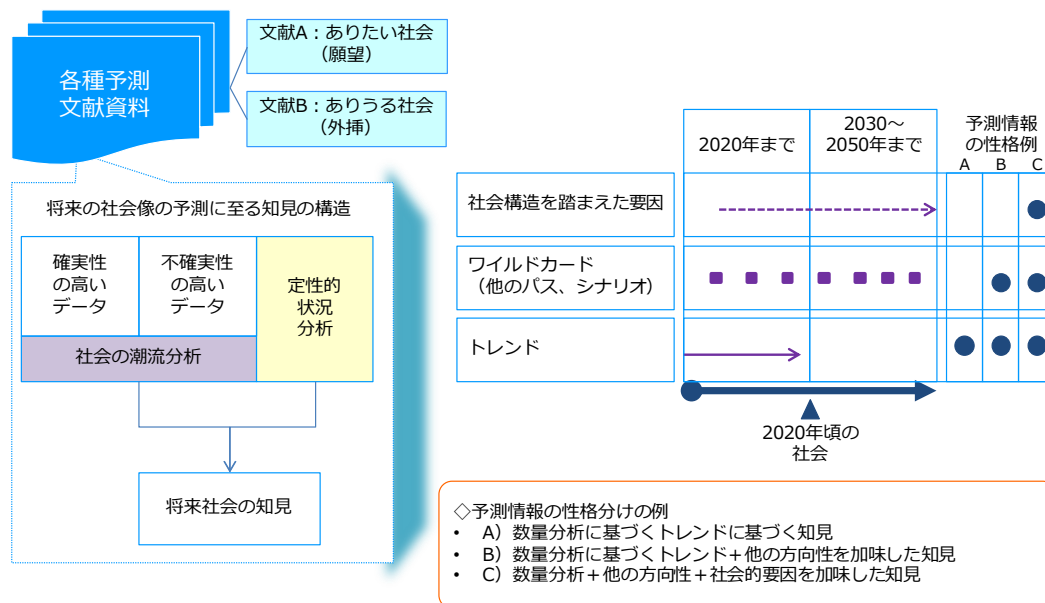 各種予測
文献資料
文献A：ありたい社会
（願望）
文献B：ありうる社会
（外挿）
将来の社会像の予測に至る知見の構造
確実性
の高い
データ
不確実性
の高い
データ
定性的
状況
分析
社会の潮流分析
将来社会の知見
2020年まで
2030～
2050年まで
予測情報
の性格例
A B C
社会構造を踏まえた要因
ワイルドカード
（他のパス、シナリオ）
トレンド
2020年頃の
社会
◇予測情報の性格分けの例
• A）数量分析に基づくトレンドに基づく知見
• B）数量分析に基づくトレンド＋他の方向性を加味した知見
• C）数量分析＋他の方向性＋社会的要因を加味した知見